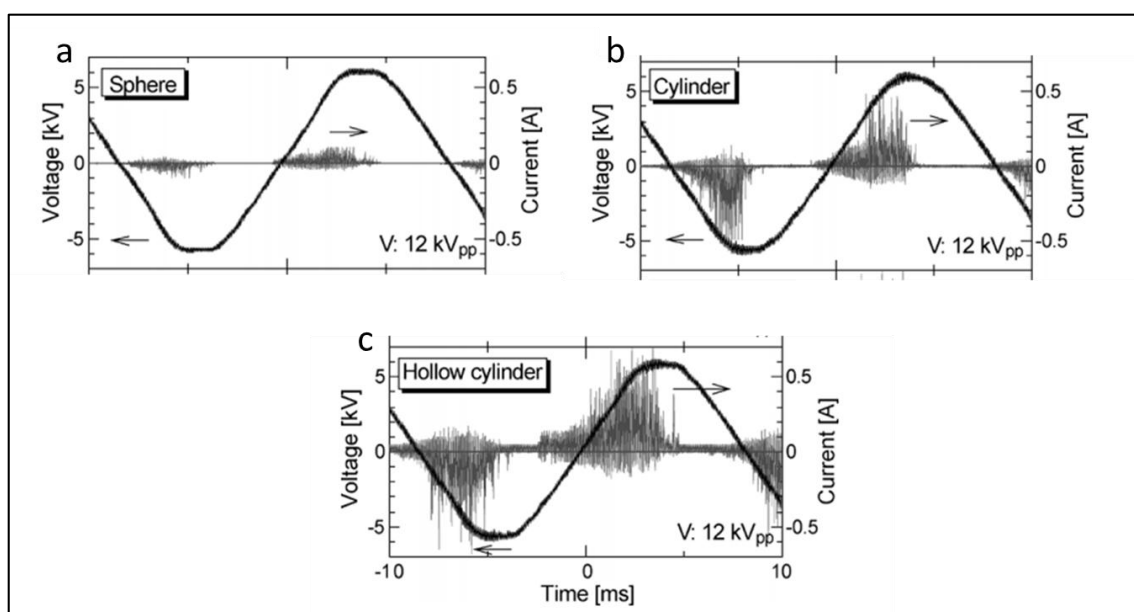 a
Sphere
Voltage [kV]
5
0
-5
Current [A]
0.5
0
-0.5
V: 12 kVpp
b
Cylinder
Voltage [kV]
5
0
-5
Current [A]
0.5
0
-0.5
V: 12 kVpp
c
Hollow cylinder
Voltage [kV]
5
0
-5
Current [A]
0.5
0
-0.5
V: 12 kVpp
-10 0 10
Time [ms]